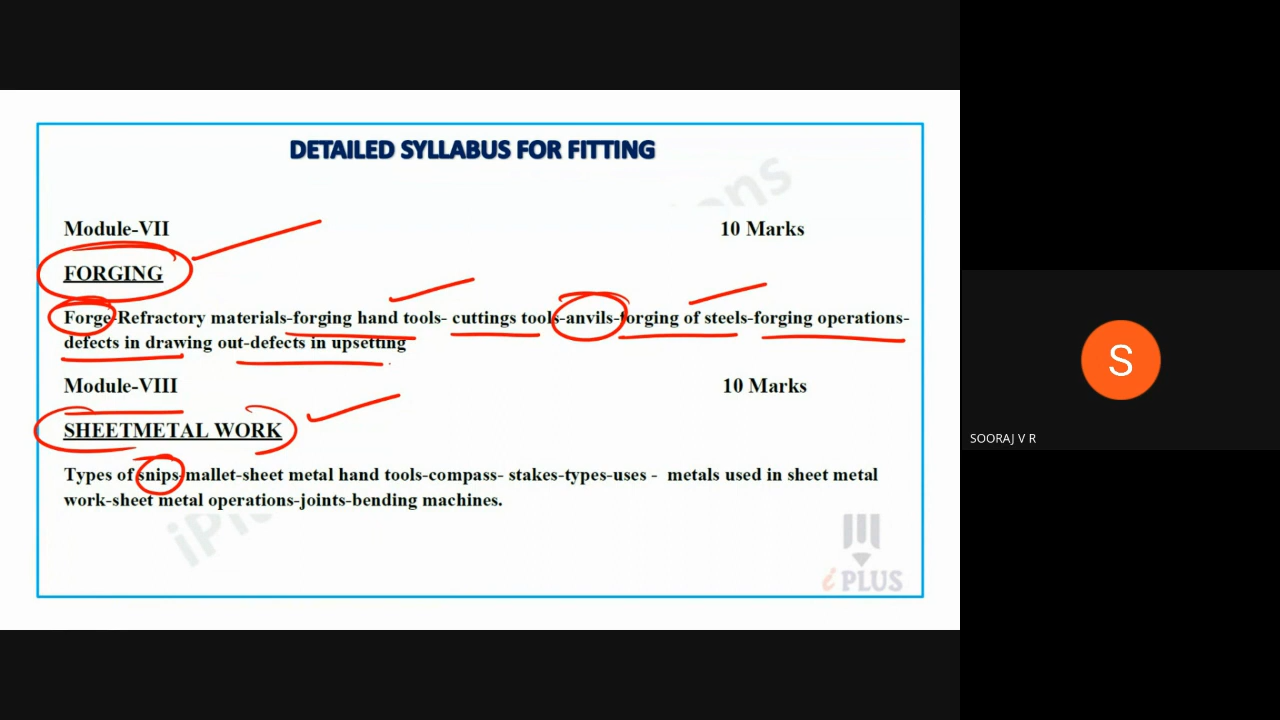 DETAILED SYLLABUS FOR FITTING
Module-VII 10 Marks
FORGING
Forge-Refractory materials-forging hand tools- cuttings tools-anvils-forging of steels-forging operations-
defects in drawing out-defects in upsetting
Module-VIII 10 Marks
SHEETMETAL WORK
Types of snips-mallet-sheet metal hand tools-compass- stakes-types-uses - metals used in sheet metal
work-sheet metal operations-joints-bending machines.
i PLUS
S
SOORAJ V R